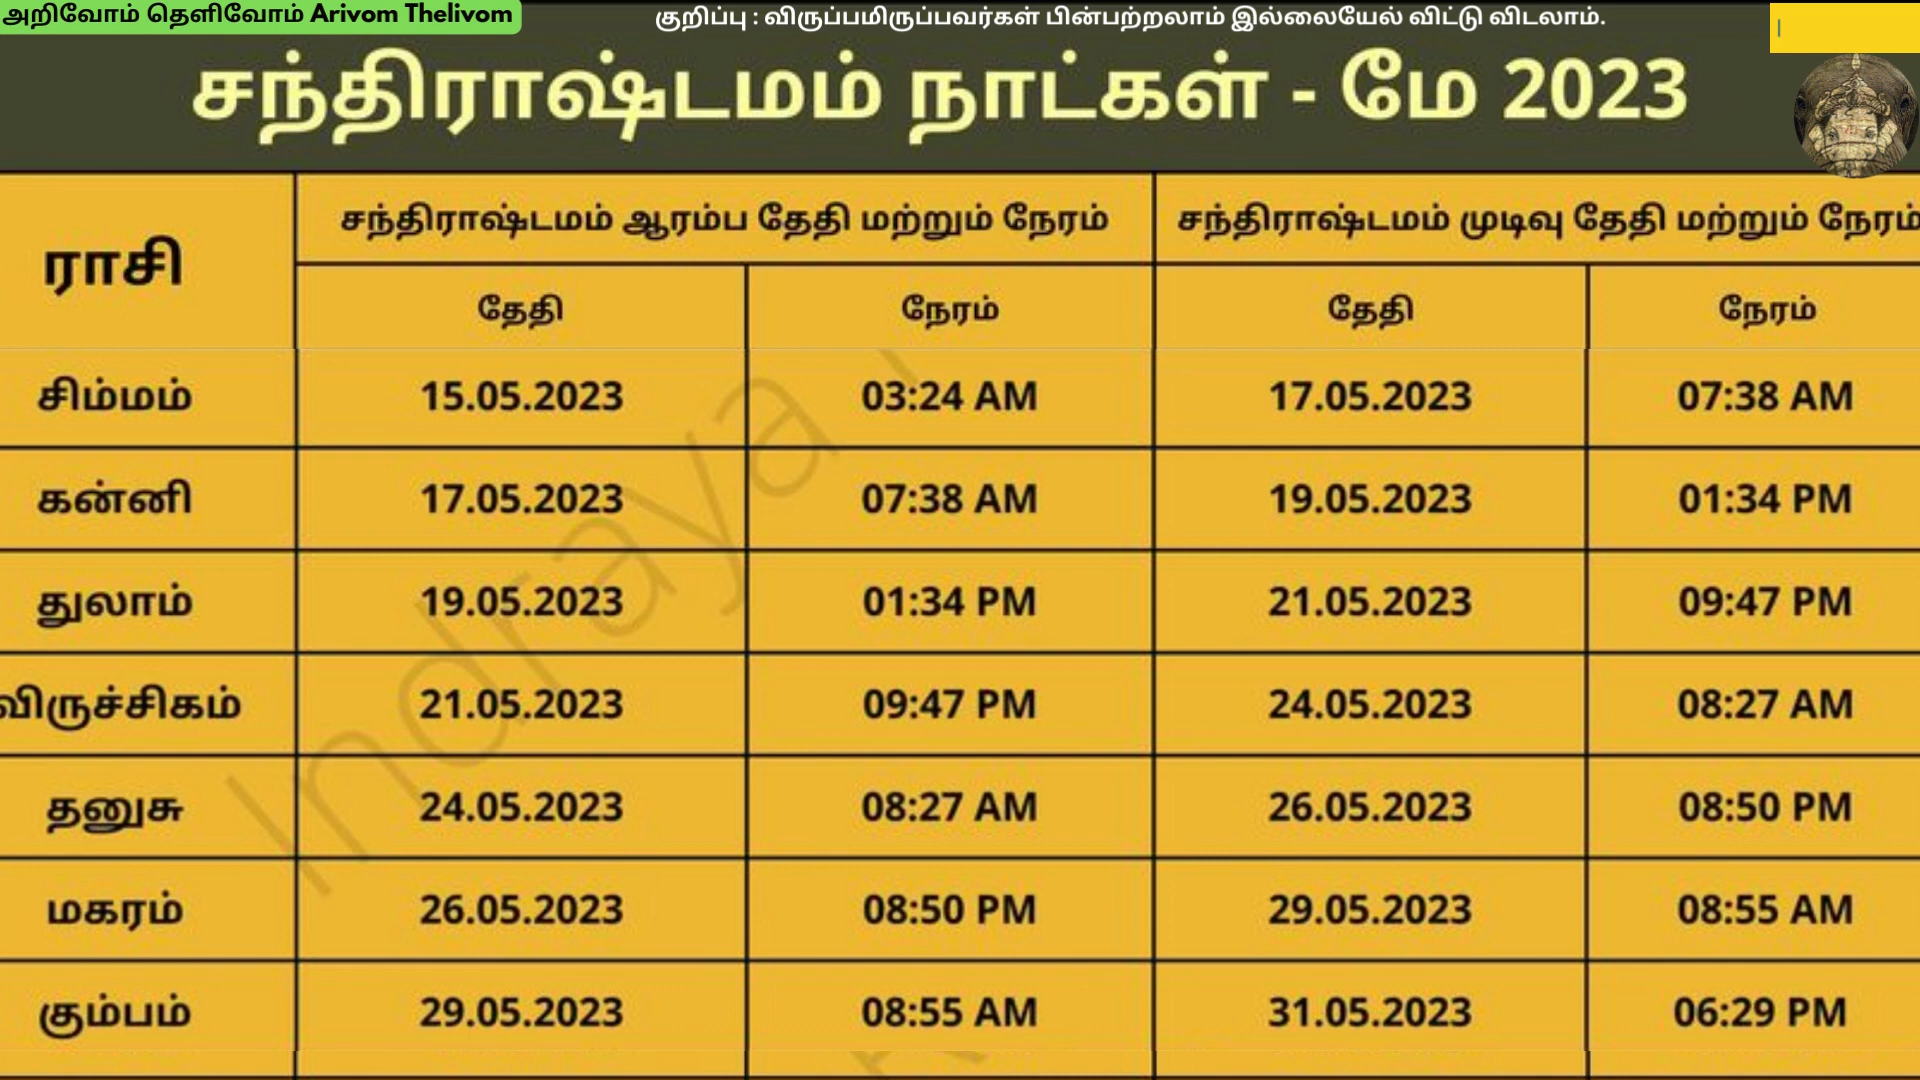 அறிவோம் தெளிவோம் Arivom Thelivom
குறிப்பு : விருப்பமிருப்பவர்கள் பின்பற்றலாம் இல்லையேல் விட்டு விடலாம்.
சந்திராஷ்டமம் நாட்கள் - மே 2023
ராசி
சந்திராஷ்டமம் ஆரம்ப தேதி மற்றும் நேரம்
சந்திராஷ்டமம் முடிவு தேதி மற்றும் நேரம்
தேதி நேரம் தேதி நேரம்
சிம்மம் 15.05.2023 03:24 AM 17.05.2023 07:38 AM
கன்னி 17.05.2023 07:38 AM 19.05.2023 01:34 PM
துலாம் 19.05.2023 01:34 PM 21.05.2023 09:47 PM
விருச்சிகம் 21.05.2023 09:47 PM 24.05.2023 08:27 AM
தனுசு 24.05.2023 08:27 AM 26.05.2023 08:50 PM
மகரம் 26.05.2023 08:50 PM 29.05.2023 08:55 AM
கும்பம் 29.05.2023 08:55 AM 31.05.2023 06:29 PM
Indraya